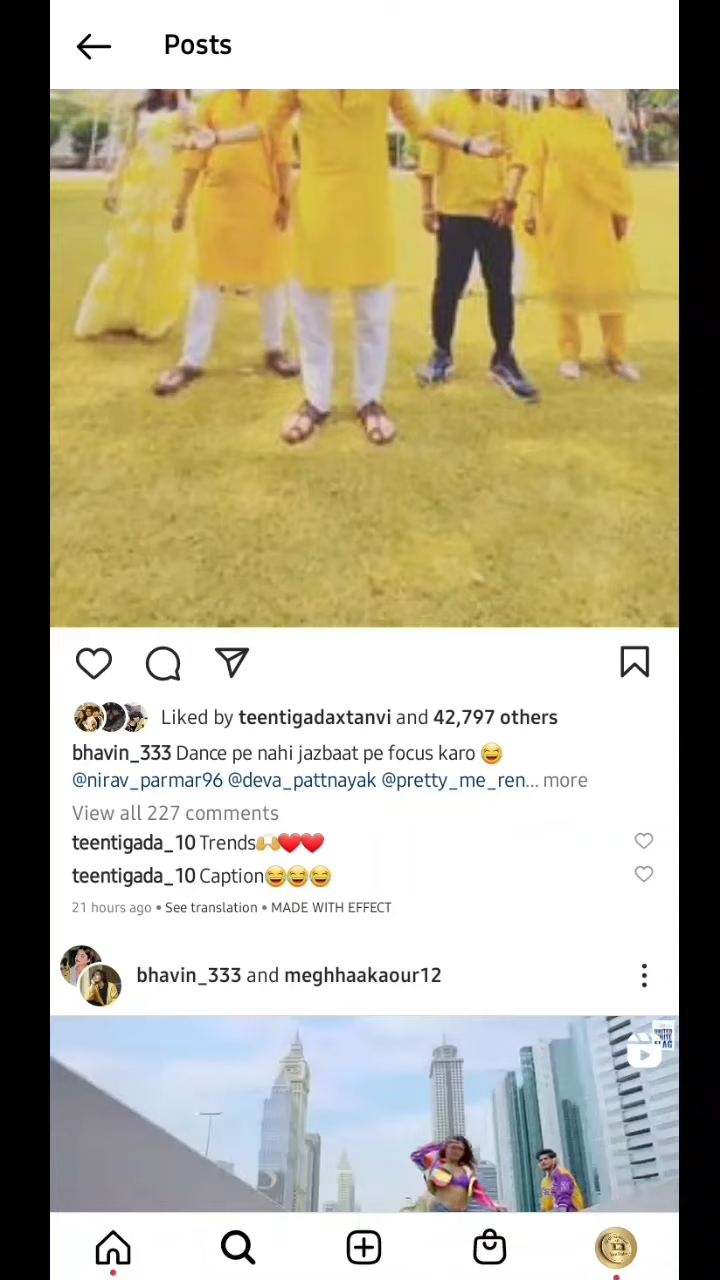 Posts
Liked by teentigadaxtanvi and 42,797 others
bhavin_333 Dance pe nahi jazbaat pe focus karo 😂
@nirav_parmar96 @deva_pattnayak @pretty_me_ren... more
View all 227 comments
teentigada_10 Trends🙌❤️❤️
teentigada_10 Caption😂😂😂
21 hours ago • See translation • MADE WITH EFFECT
bhavin_333 and meghhaakaour12